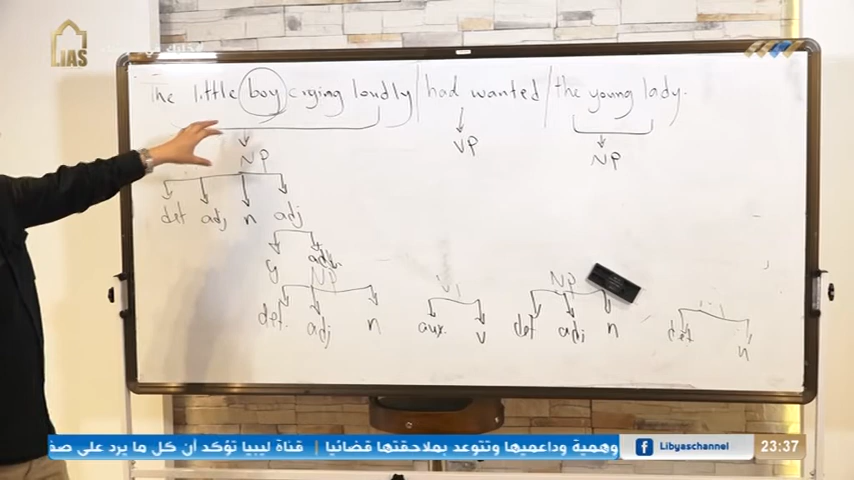 IAS
The little boy crying loudly / had wanted / the young lady.
VP
NP
NP
det adj n adj
adv
NP
NP
det. adj n
aux. v
det adj n
det n
وهمية وداعميها وتتوعد بملاحقتها قضائيا | قناة ليبيا تؤكد أن كل ما يرد على
Libyaschannel
23:37